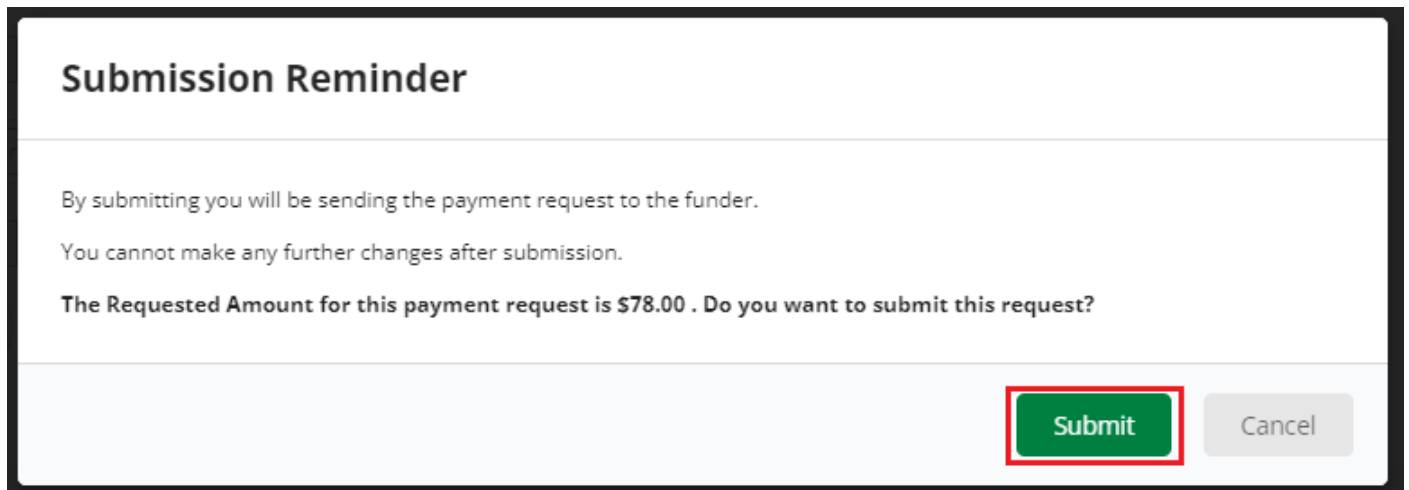 Submission Reminder
By submitting you will be sending the payment request to the funder.
You cannot make any further changes after submission.
The Requested Amount for this payment request is $78.00 . Do you want to submit this request?
Submit
Cancel